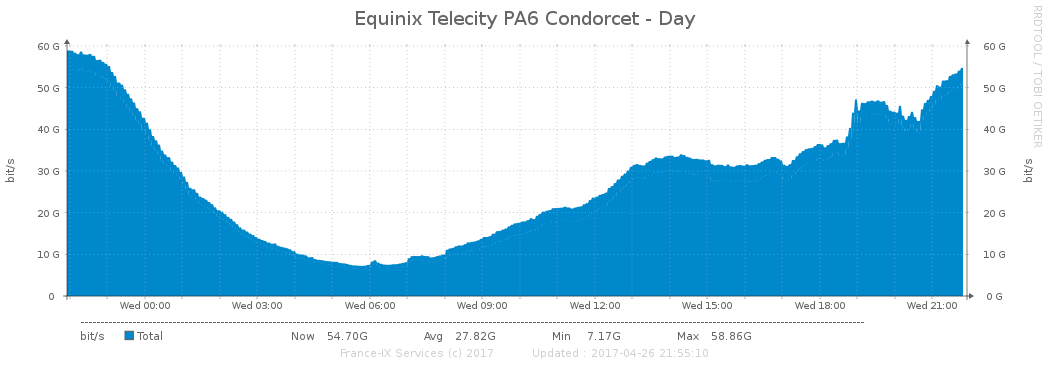 Equinix Telecity PA6 Condorcet - Day
RRDTOOL / TOBI OETIKER
60 G 60 G
50 G 50 G
40 G 40 G
30 G 30 G
20 G 20 G
10 G 10 G
0 0 G
bit/s
bit/s
Wed 00:00 Wed 03:00 Wed 06:00 Wed 09:00 Wed 12:00 Wed 15:00 Wed 18:00 Wed 21:00
bit/s Total Now 54.70G Avg 27.82G Min 7.17G Max 58.86G
France-IX Services (c) 2017 Updated : 2017-04-26 21:55:10